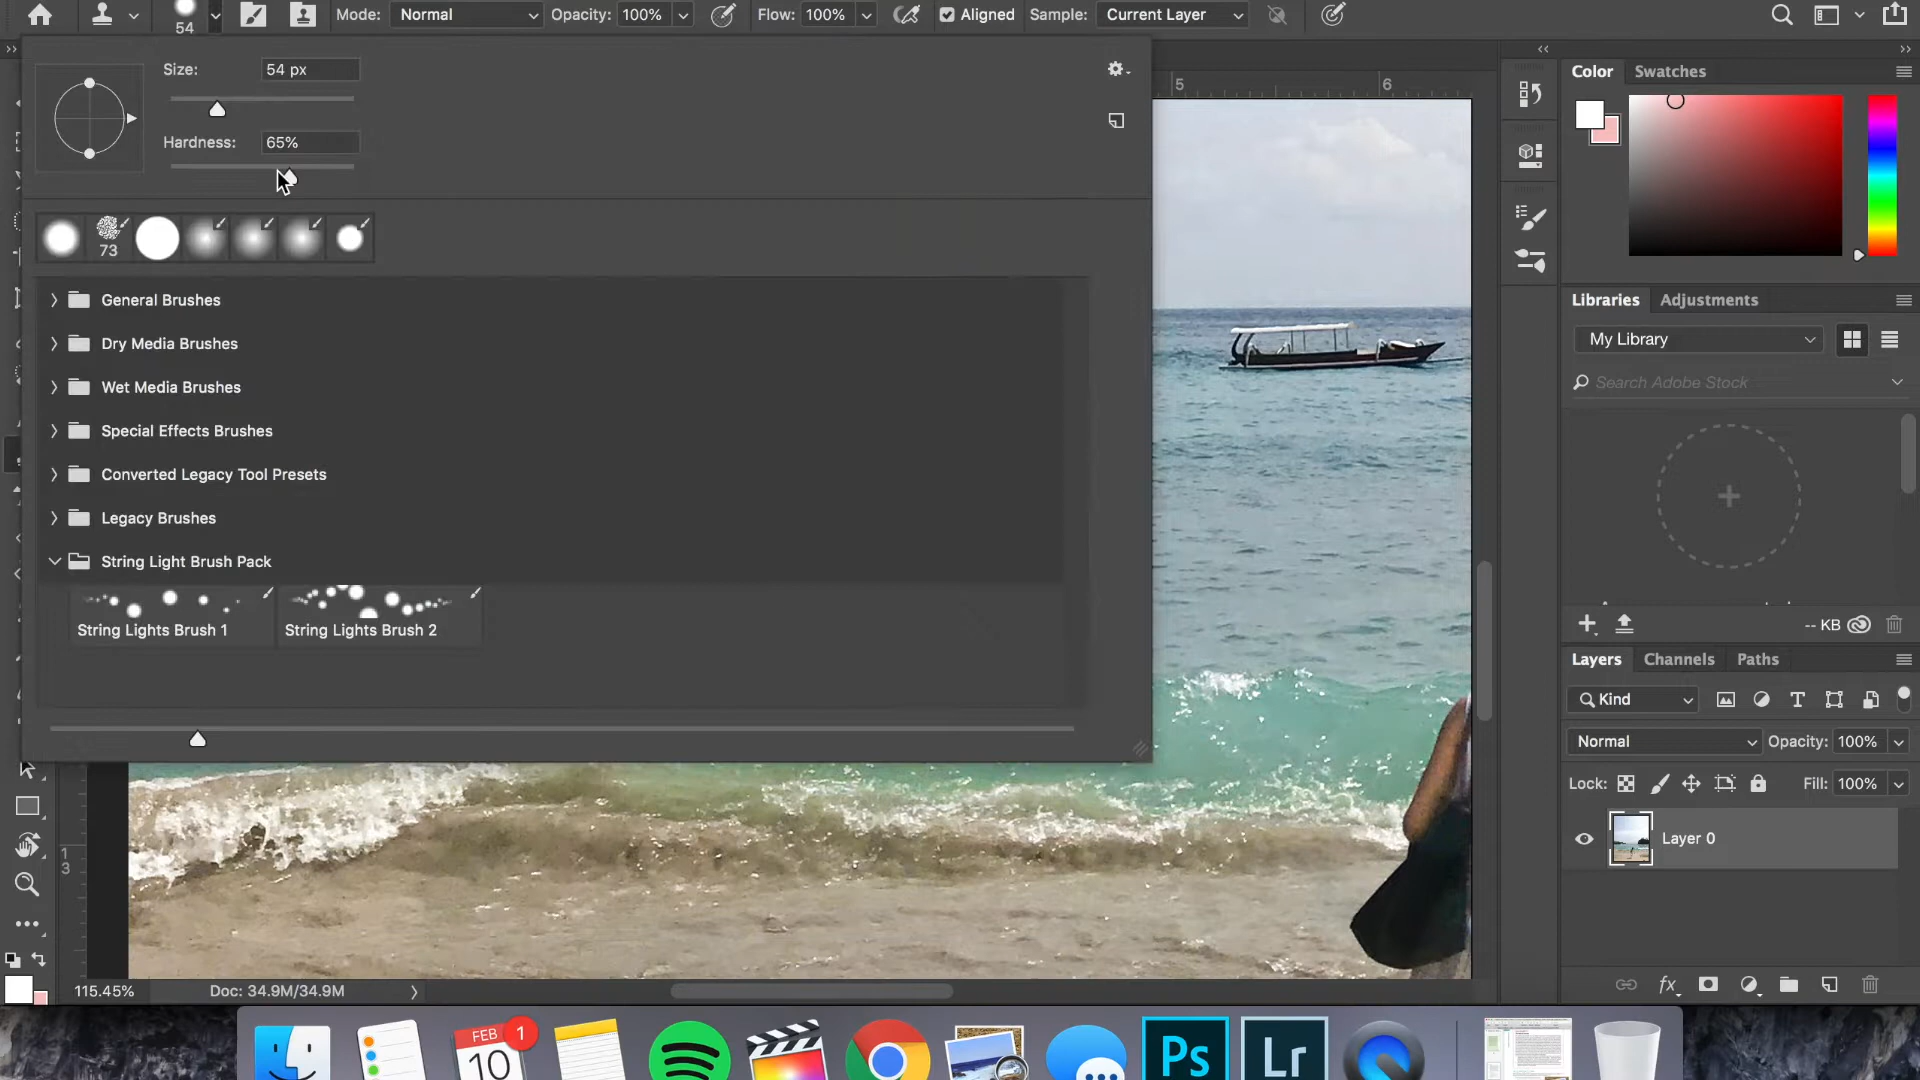 54
Mode: Normal Opacity: 100% Flow: 100% Aligned Sample: Current Layer
Size: 54 px
Hardness: 65%
73
General Brushes
Dry Media Brushes
Wet Media Brushes
Special Effects Brushes
Converted Legacy Tool Presets
Legacy Brushes
String Light Brush Pack
String Lights Brush 1 String Lights Brush 2
5 6
1
3
115.45% Doc: 34.9M/34.9M
Color Swatches
Libraries Adjustments
My Library
Search Adobe Stock
-- KB
Layers Channels Paths
Kind
Normal Opacity: 100%
Lock: Fill: 100%
Layer 0
fx
FEB 1
10
Ps Lr